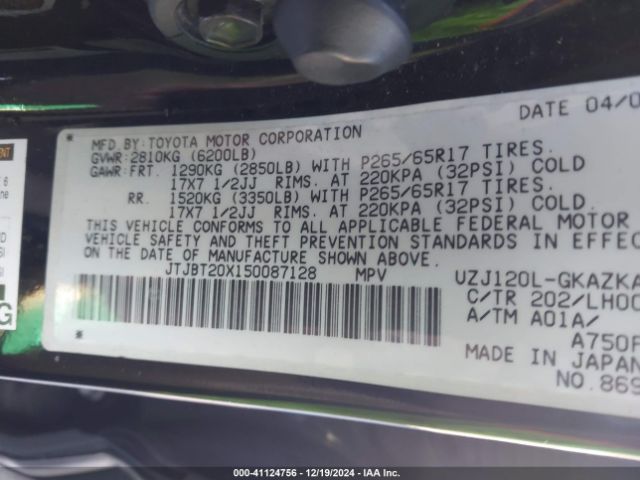 DATE 04/0
MFD. BY: TOYOTA MOTOR CORPORATION
GVWR: 2810KG (6200LB)
GAWR: FRT. 1290KG (2850LB) WITH P265/65R17 TIRES.
17X7 1/2JJ RIMS. AT 220KPA (32PSI) COLD
RR. 1520KG (3350LB) WITH P265/65R17 TIRES.
17X7 1/2JJ RIMS. AT 220KPA (32PSI) COLD.
THIS VEHICLE CONFORMS TO ALL APPLICABLE FEDERAL MOTOR
VEHICLE SAFETY AND THEFT PREVENTION STANDARDS IN EFFEC
ON THE DATE OF MANUFACTURE SHOWN ABOVE.
JTJBT20X150087128 MPV UZJ120L-GKAZKA
C/TR 202/LH00
A/TM A01A/
A750F
MADE IN JAPAN
NO.869
000-41124756 - 12/19/2024 - IAA Inc.